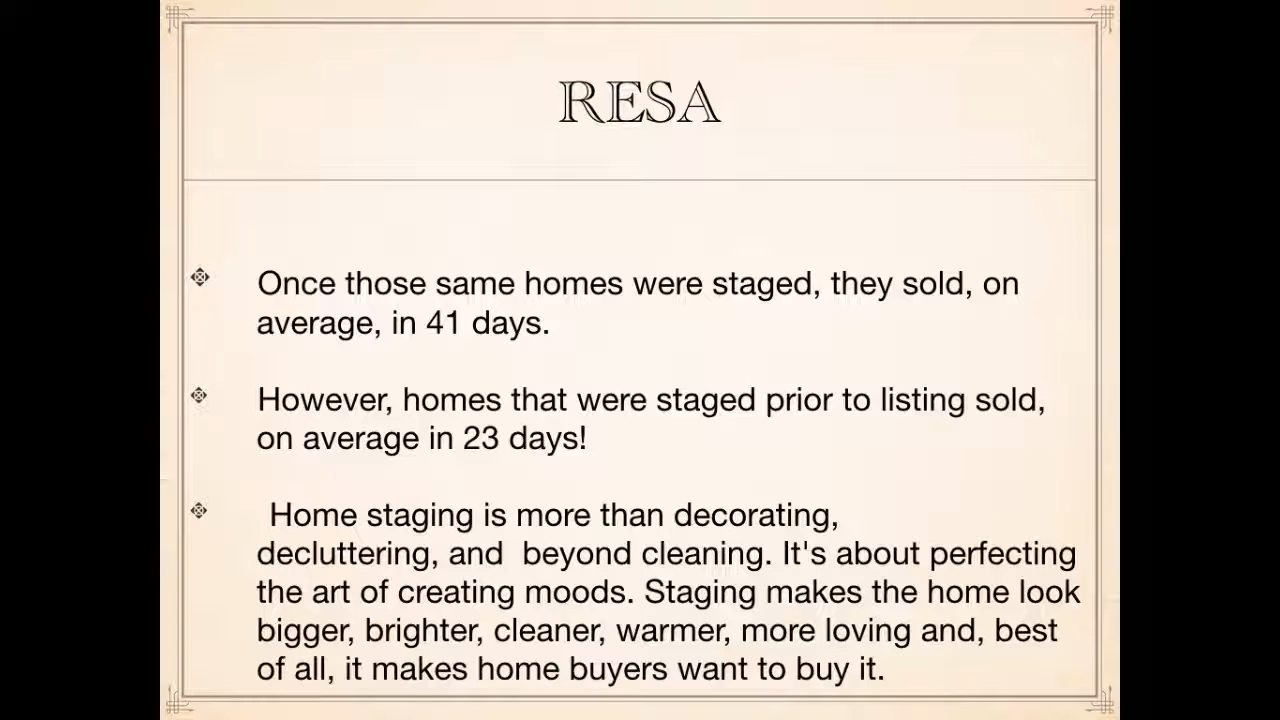 RESA
Once those same homes were staged, they sold, on
average, in 41 days.
However, homes that were staged prior to listing sold,
on average in 23 days!
Home staging is more than decorating,
decluttering, and  beyond cleaning. It's about perfecting
the art of creating moods. Staging makes the home look
bigger, brighter, cleaner, warmer, more loving and, best
of all, it makes home buyers want to buy it.